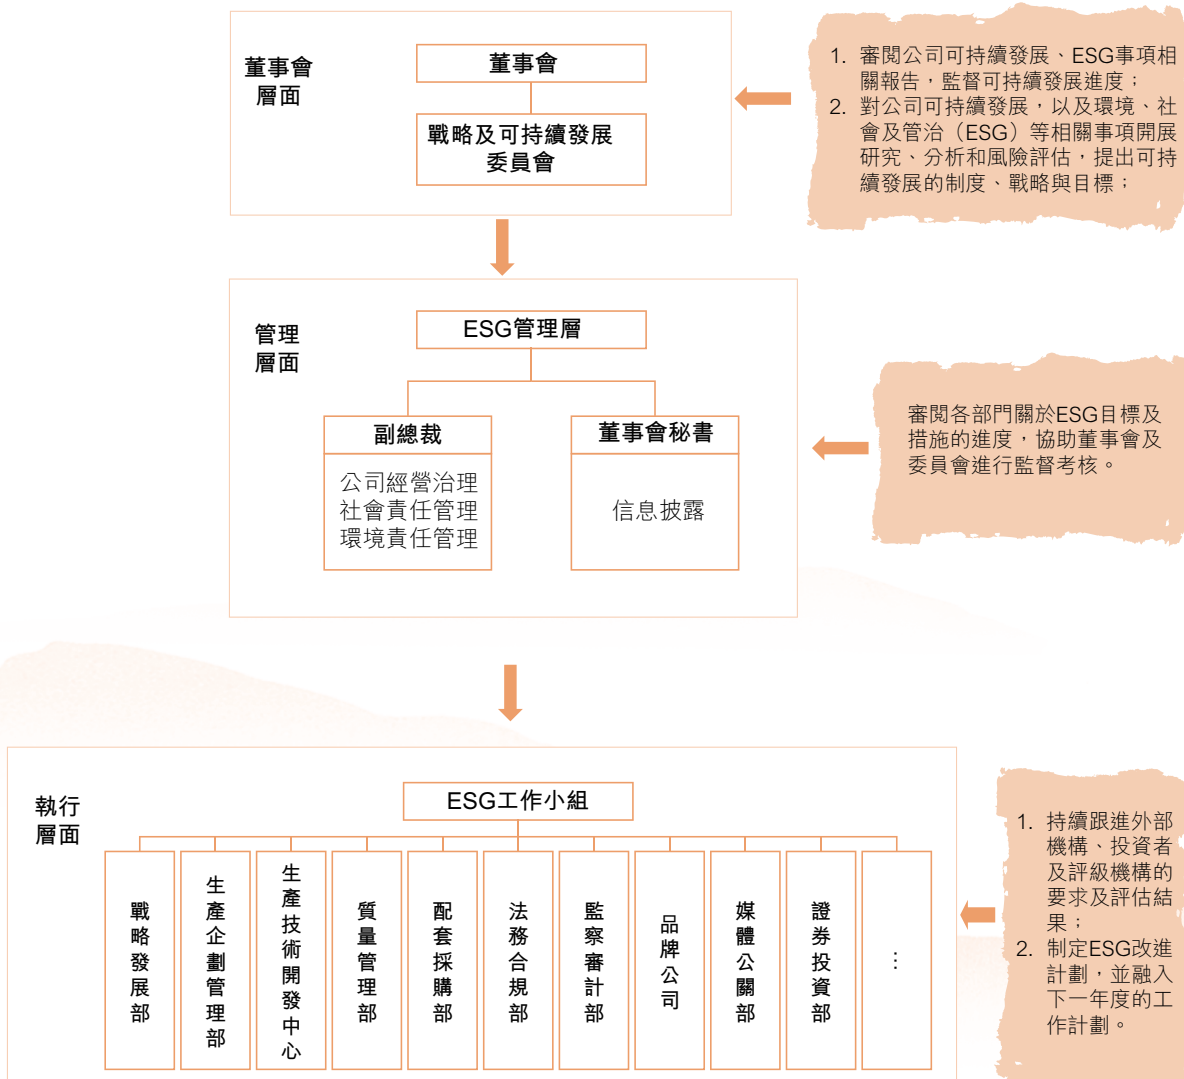 董事會
層面
董事會
戰略及可持續發展
委員會
1. 審閱公司可持續發展、ESG事項相
關報告，監督可持續發展進度；
2. 對公司可持續發展，以及環境、社
會及管治（ESG）等相關事項開展
研究、分析和風險評估，提出可持
續發展的制度、戰略與目標；
管理
層面
ESG管理層
副總裁
公司經營治理
社會責任管理
環境責任管理
董事會秘書
信息披露
審閱各部門關於ESG目標及
措施的進度，協助董事會及
委員會進行監督考核。
執行
層面
ESG工作小組
戰略發展部
生產企劃管理部
生產技術開發中心
質量管理部
配套採購部
法務合規部
監察審計部
品牌公司
媒體公關部
證券投資部
…
1. 持續跟進外部
機構、投資者
及評級機構的
要求及評估結
果；
2. 制定ESG改進
計劃，並融入
下一年度的工
作計劃。